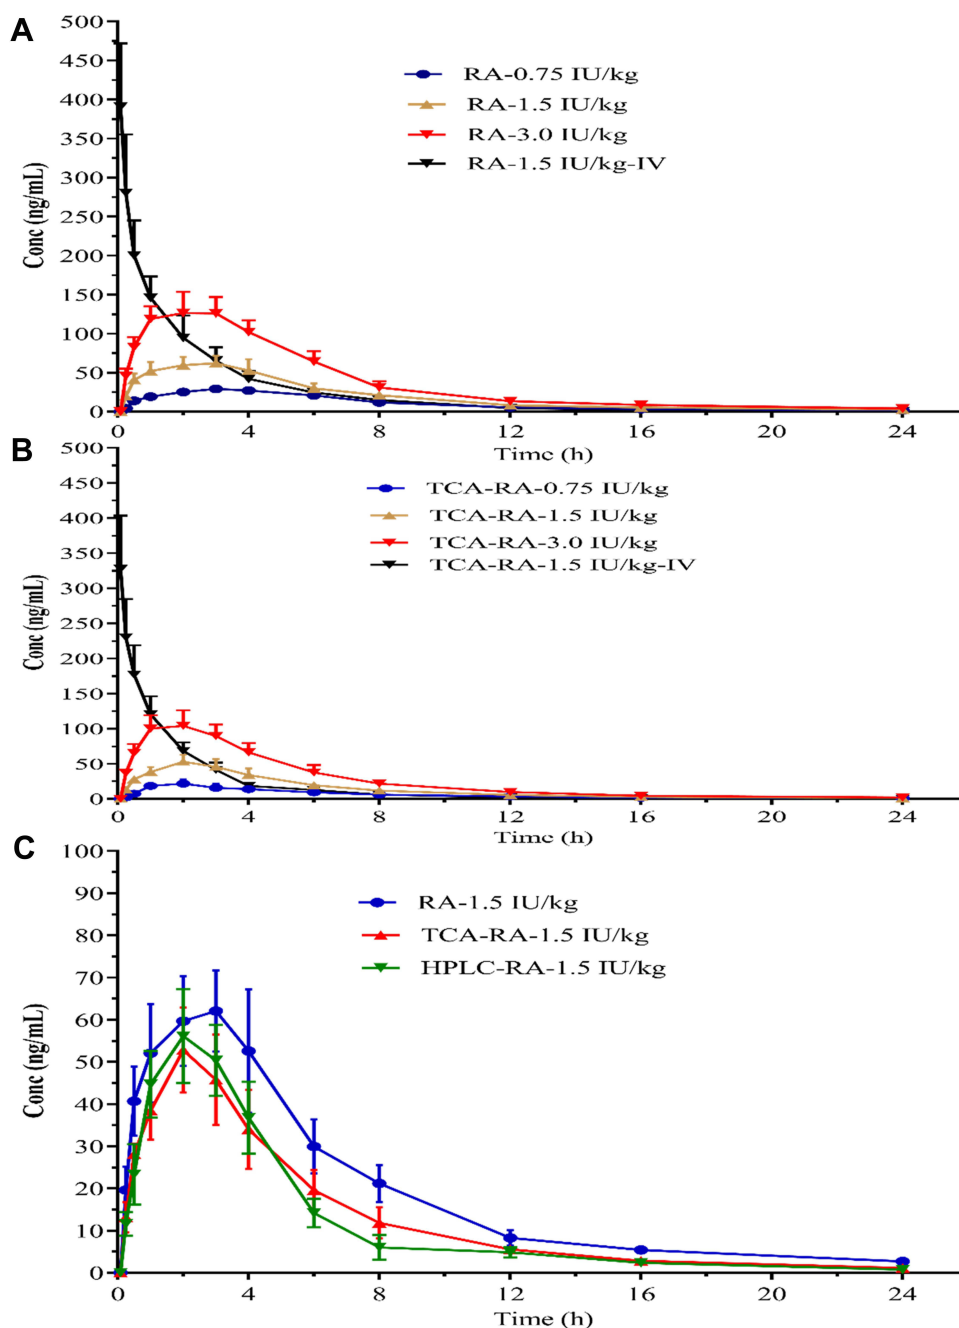 A
500
450
400
350
300
250
200
150
100
50
0
Conc (ng/mL)
RA-0.75 IU/kg
RA-1.5 IU/kg
RA-3.0 IU/kg
RA-1.5 IU/kg-IV
0 4 8 12 16 20 24
Time (h)
B
500
450
400
350
300
250
200
150
100
50
0
Conc (ng/mL)
TCA-RA-0.75 IU/kg
TCA-RA-1.5 IU/kg
TCA-RA-3.0 IU/kg
TCA-RA-1.5 IU/kg-IV
0 4 8 12 16 20 24
Time (h)
C
100
90
80
70
60
50
40
30
20
10
0
Conc (ng/mL)
RA-1.5 IU/kg
TCA-RA-1.5 IU/kg
HPLC-RA-1.5 IU/kg
0 4 8 12 16 20 24
Time (h)